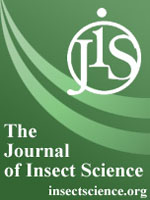 JIS
The
Journal
of Insect Science
insectscience.org